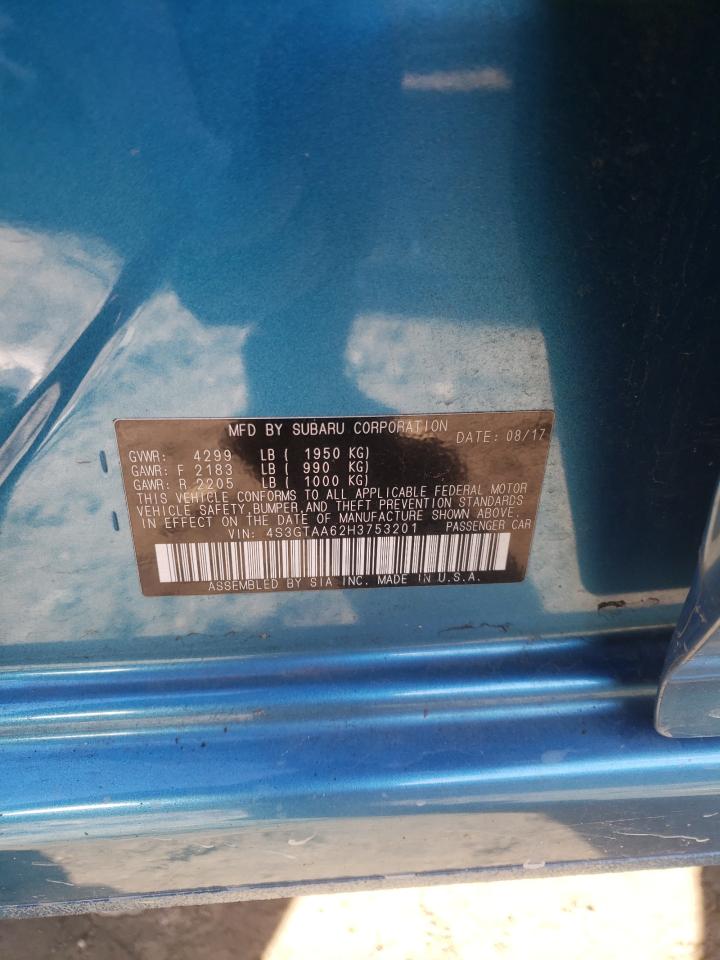 MFD BY SUBARU CORPORATION DATE: 08/17
GVWR: 4299 LB ( 1950 KG)
GAWR: F 2183 LB ( 990 KG)
GAWR: R 2205 LB ( 1000 KG)
THIS VEHICLE CONFORMS TO ALL APPLICABLE FEDERAL MOTOR
VEHICLE SAFETY,BUMPER,AND THEFT PREVENTION STANDARDS
IN EFFECT ON THE DATE OF MANUFACTURE SHOWN ABOVE.
VIN: 4S3GTAA62H3753201 PASSENGER CAR
ASSEMBLED BY SIA INC. MADE IN U.S.A.